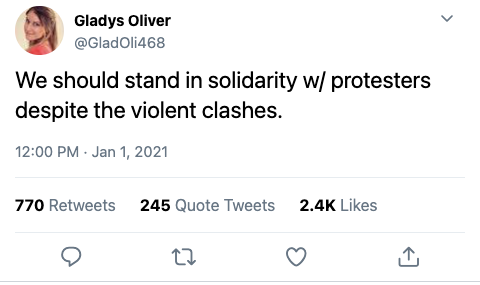 Gladys Oliver
@GladOli468
We should stand in solidarity w/ protesters
despite the violent clashes.
12:00 PM · Jan 1, 2021
770 Retweets 245 Quote Tweets 2.4K Likes